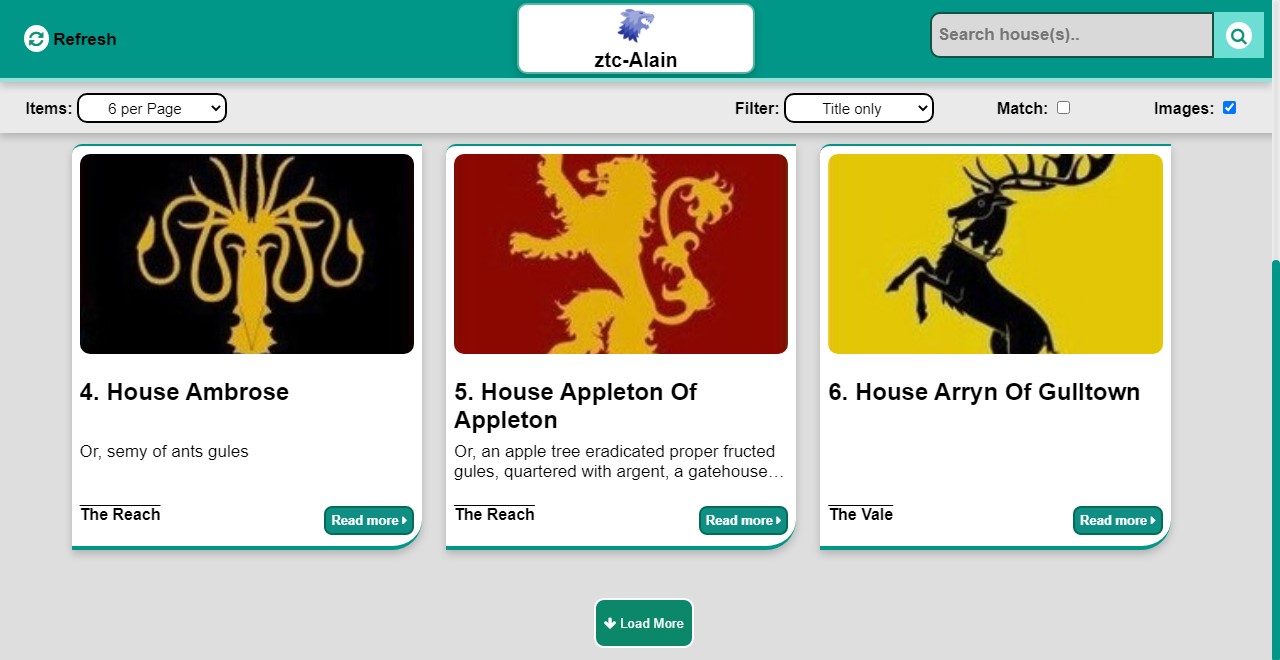 Refresh
ztc-Alain
Search house(s)..
Items: 6 per Page
Filter: Title only
Match:
Images:
4. House Ambrose
Or, semy of ants gules
The Reach
Read more
5. House Appleton Of
Appleton
Or, an apple tree eradicated proper fructed
gules, quartered with argent, a gatehouse…
The Reach
Read more
6. House Arryn Of Gulltown
The Vale
Read more
Load More